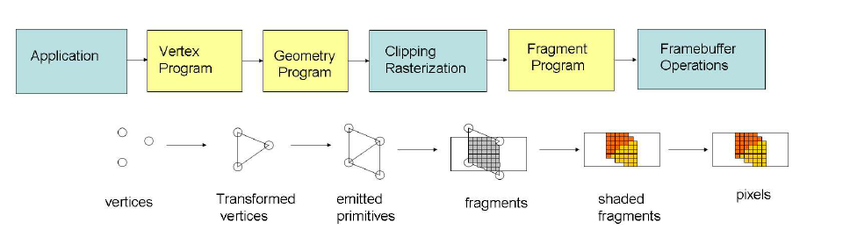 Application
Vertex
Program
Geometry
Program
Clipping
Rasterization
Fragment
Program
Framebuffer
Operations
vertices
Transformed
vertices
emitted
primitives
fragments
shaded
fragments
pixels